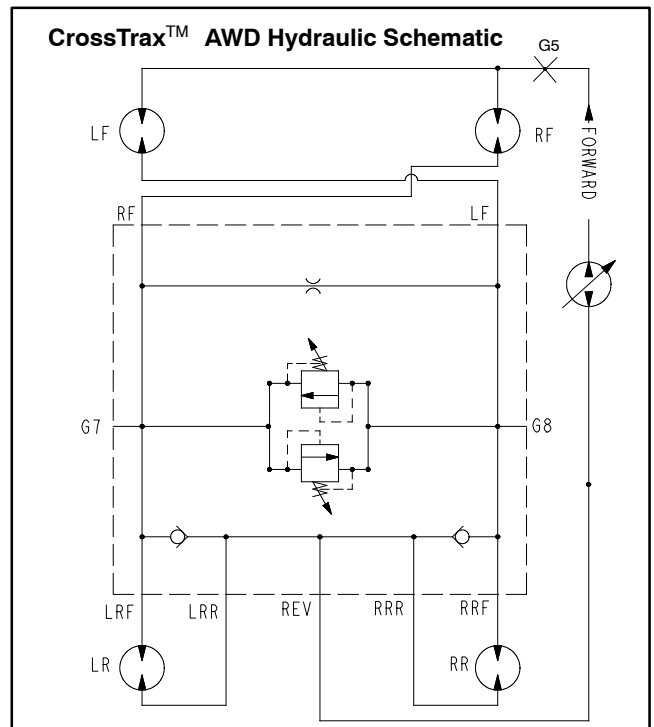 CrossTrax™ AWD Hydraulic Schematic
G5
LF
RF
FORWARD
RF
LF
G7
G8
LRF
LRR
REV
RRR
RRF
LR
RR